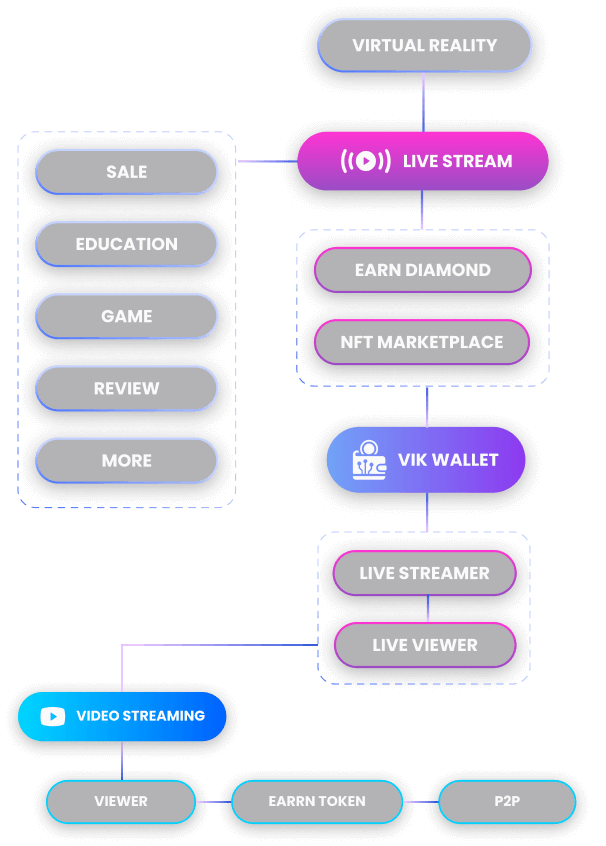 VIRTUAL REALITY
LIVE STREAM
SALE
EDUCATION
GAME
REVIEW
MORE
EARN DIAMOND
NFT MARKETPLACE
VIK WALLET
LIVE STREAMER
LIVE VIEWER
VIDEO STREAMING
VIEWER
EARRN TOKEN
P2P